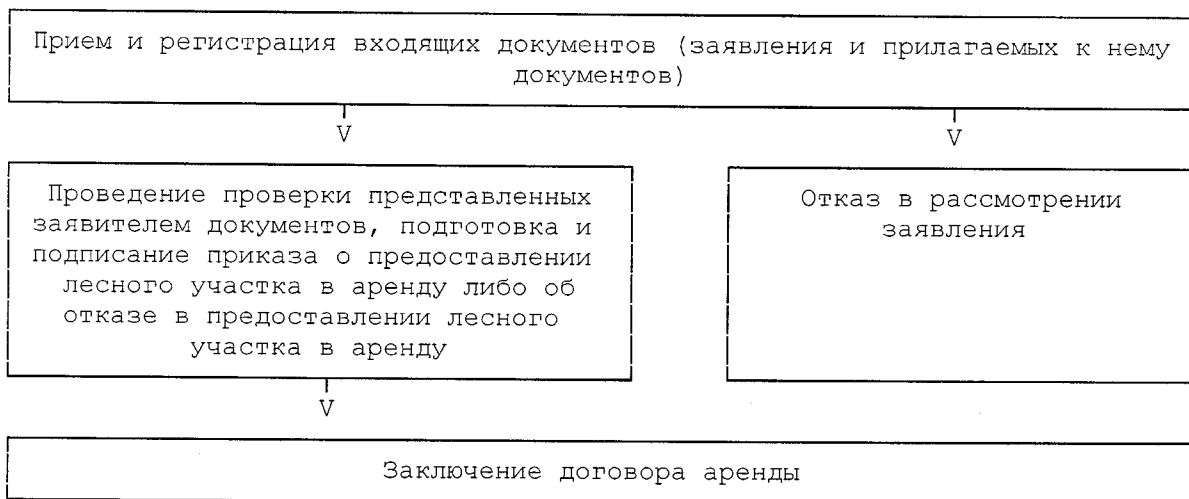 Прием и регистрация входящих документов (заявления и прилагаемых к нему
документов)
V
V
Проведение проверки представленных
заявителем документов, подготовка и
подписание приказа о предоставлении
лесного участка в аренду либо об
отказе в предоставлении лесного
участка в аренду
Отказ в рассмотрении
заявления
V
Заключение договора аренды